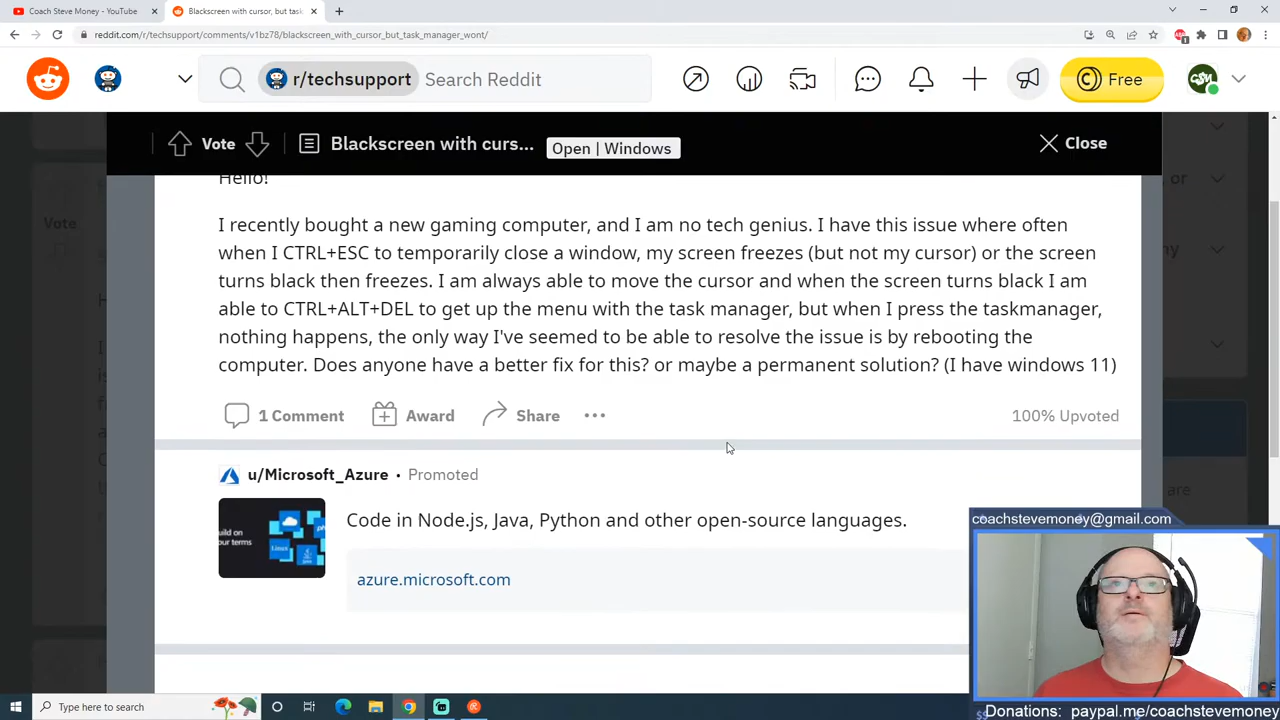 Coach Steve Money - YouTube
Blackscreen with cursor, but task
reddit.com/r/techsupport/comments/v1bz78/blackscreen_with_cursor_but_task_manager_wont/
r/techsupport
Search Reddit
Free
Vote
Blackscreen with curs...
Open | Windows
Close
Hello!
or
Vote
I recently bought a new gaming computer, and I am no tech genius. I have this issue where often
when I CTRL+ESC to temporarily close a window, my screen freezes (but not my cursor) or the screen
turns black then freezes. I am always able to move the cursor and when the screen turns black I am
able to CTRL+ALT+DEL to get up the menu with the task manager, but when I press the taskmanager,
nothing happens, the only way I've seemed to be able to resolve the issue is by rebooting the
computer. Does anyone have a better fix for this? or maybe a permanent solution? (I have windows 11)
1 Comment
Award
Share
100% Upvoted
u/Microsoft_Azure • Promoted
are
Code in Node.js, Java, Python and other open-source languages.
azure.microsoft.com
coachstevemoney@gmail.com
Type here to search
Donations: paypal.me/coachstevemoney